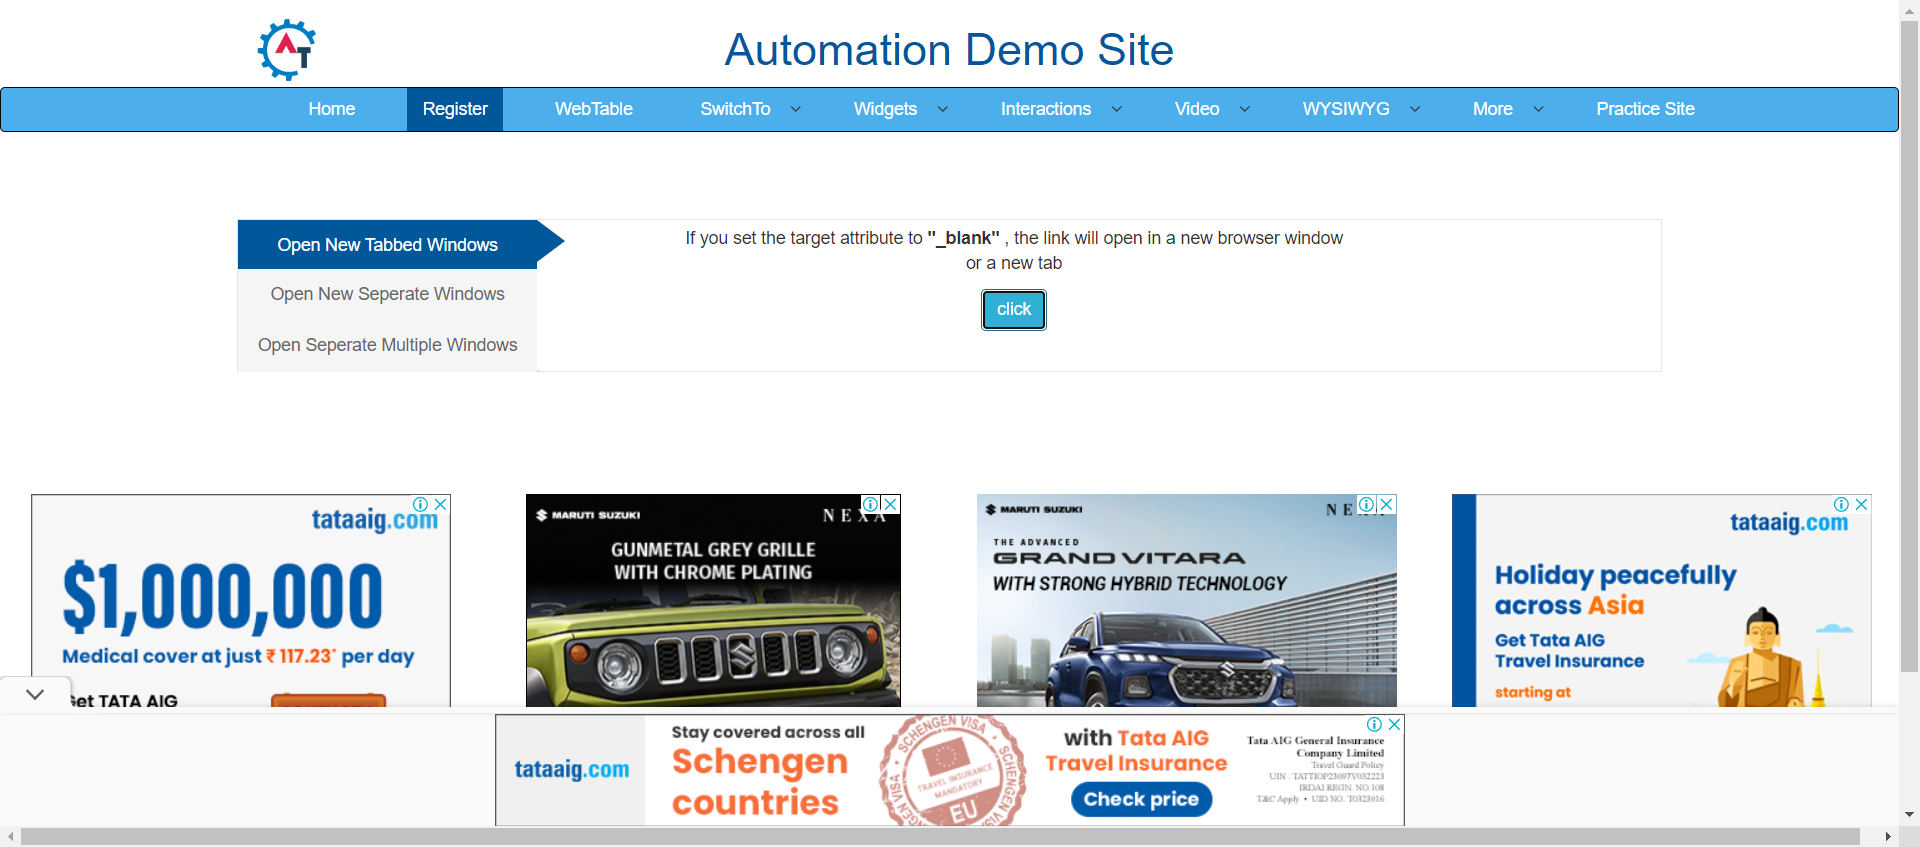 AT
Automation Demo Site
Home Register WebTable SwitchTo Widgets Interactions Video WYSIWYG More Practice Site
Open New Tabbed Windows
Open New Seperate Windows
Open Seperate Multiple Windows
If you set the target attribute to "_blank" , the link will open in a new browser window
or a new tab
click
tataaig.com
$1,000,000
Medical cover at just ₹ 117.23* per day
Get TATA AIG
MARUTI SUZUKI NEXA
GUNMETAL GREY GRILLE
WITH CHROME PLATING
MARUTI SUZUKI
THE ADVANCED
GRAND VITARA
WITH STRONG HYBRID TECHNOLOGY
tataaig.com
Holiday peacefully
across Asia
Get Tata AIG
Travel Insurance
starting at
tataaig.com
Stay covered across all
Schengen
countries
SCHENGEN VISA
SCHENGEN VISA
TRAVEL INSURANCE
MANDATORY
EU
with Tata AIG
Travel Insurance
Check price
Tata AIG General Insurance
Company Limited
Travel Guard Policy
UIN : TATTIOP23097V032223
IRDAI REGN. NO.108
T&C Apply • UID NO. T0323016